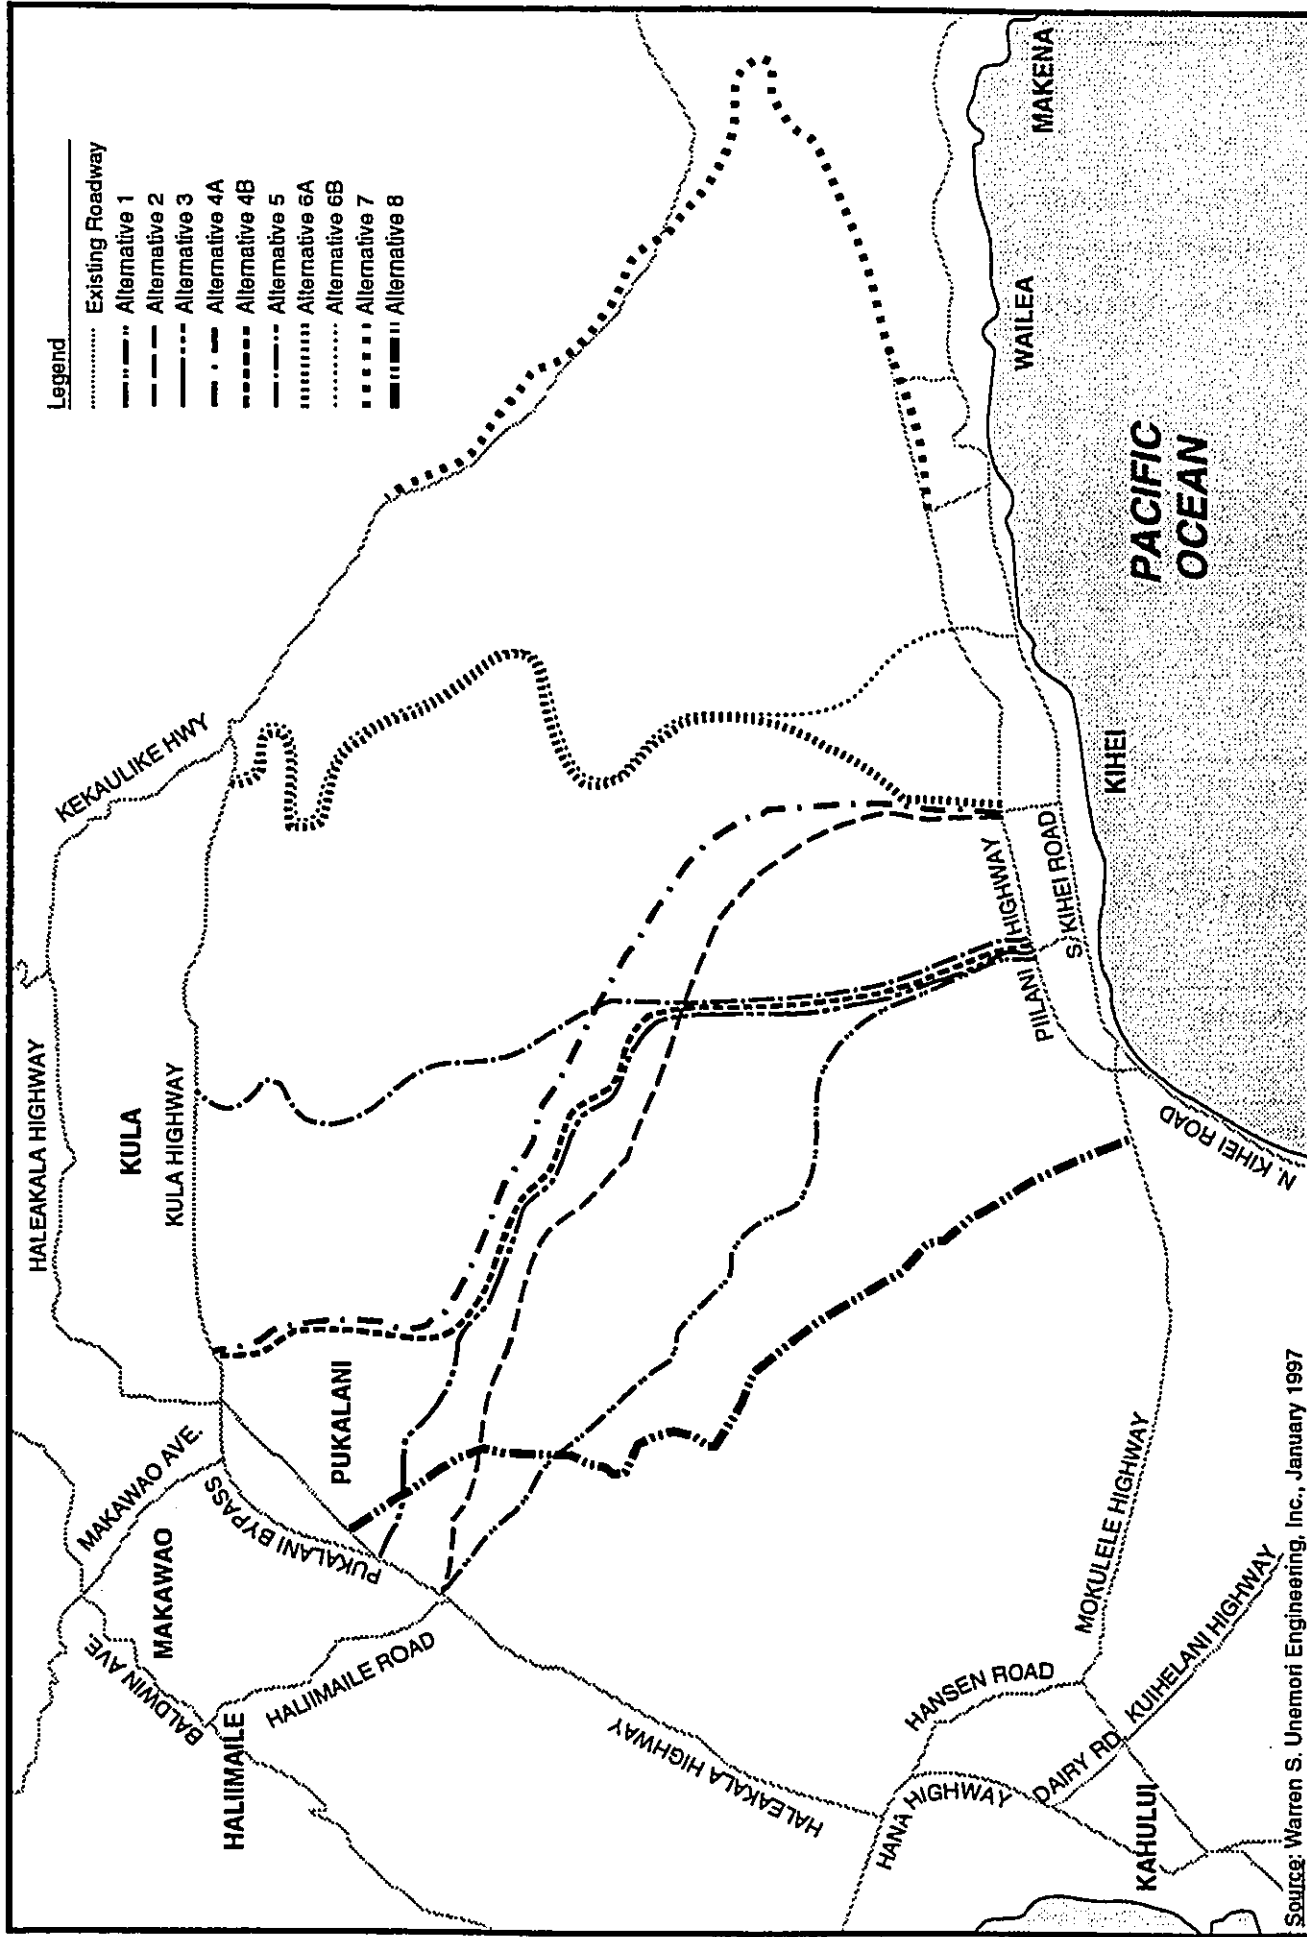 Legend
Existing Roadway
Alternative 1
Alternative 2
Alternative 3
Alternative 4A
Alternative 4B
Alternative 5
Alternative 6A
Alternative 6B
Alternative 7
Alternative 8
KEKAULIKE HWY
HALEAKALA HIGHWAY
KULA
KULA HIGHWAY
MAKAWAO AVE.
MAKAWAO
PUKALANI BYPASS
PUKALANI
BALDWIN AVE.
HALIIMAILE
HALIIMAILE ROAD
HALEAKALA HIGHWAY
HANA HIGHWAY
HANSEN ROAD
DAIRY RD
KAHULUI
KUIHELANI HIGHWAY
MOKULELE HIGHWAY
PIILANI HIGHWAY
S. KIHEI ROAD
N. KIHEI ROAD
KIHEI
WAILEA
MAKENA
PACIFIC
OCEAN
Source: Warren S. Unemori Engineering, Inc., January 1997